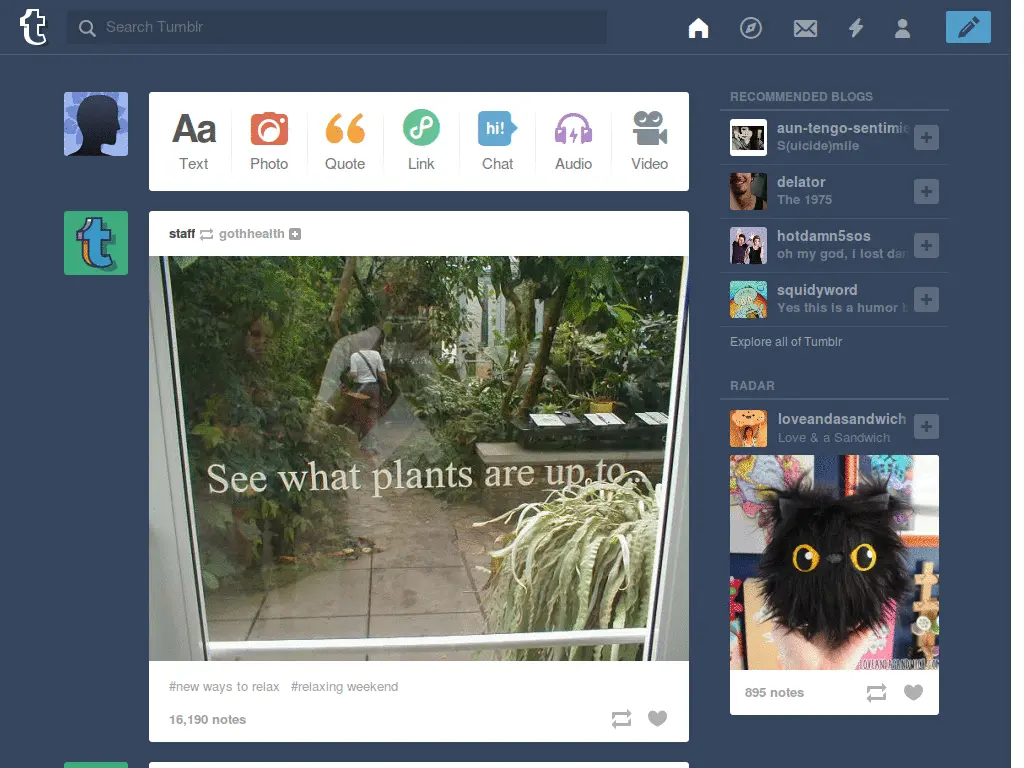 t
Search Tumblr
Aa
hi!
Text
Photo
Quote
Link
Chat
Audio
Video
staff gothhealth
See what plants are up to...
#new ways to relax #relaxing weekend
16,190 notes
RECOMMENDED BLOGS
aun-tengo-sentimie
S(uicide)mile
delator
The 1975
hotdamn5sos
oh my god, i lost dan
squidyword
Yes this is a humor b
Explore all of Tumblr
RADAR
loveandasandwich
Love & a Sandwich
LOVEANDASANDWICH.COM
895 notes